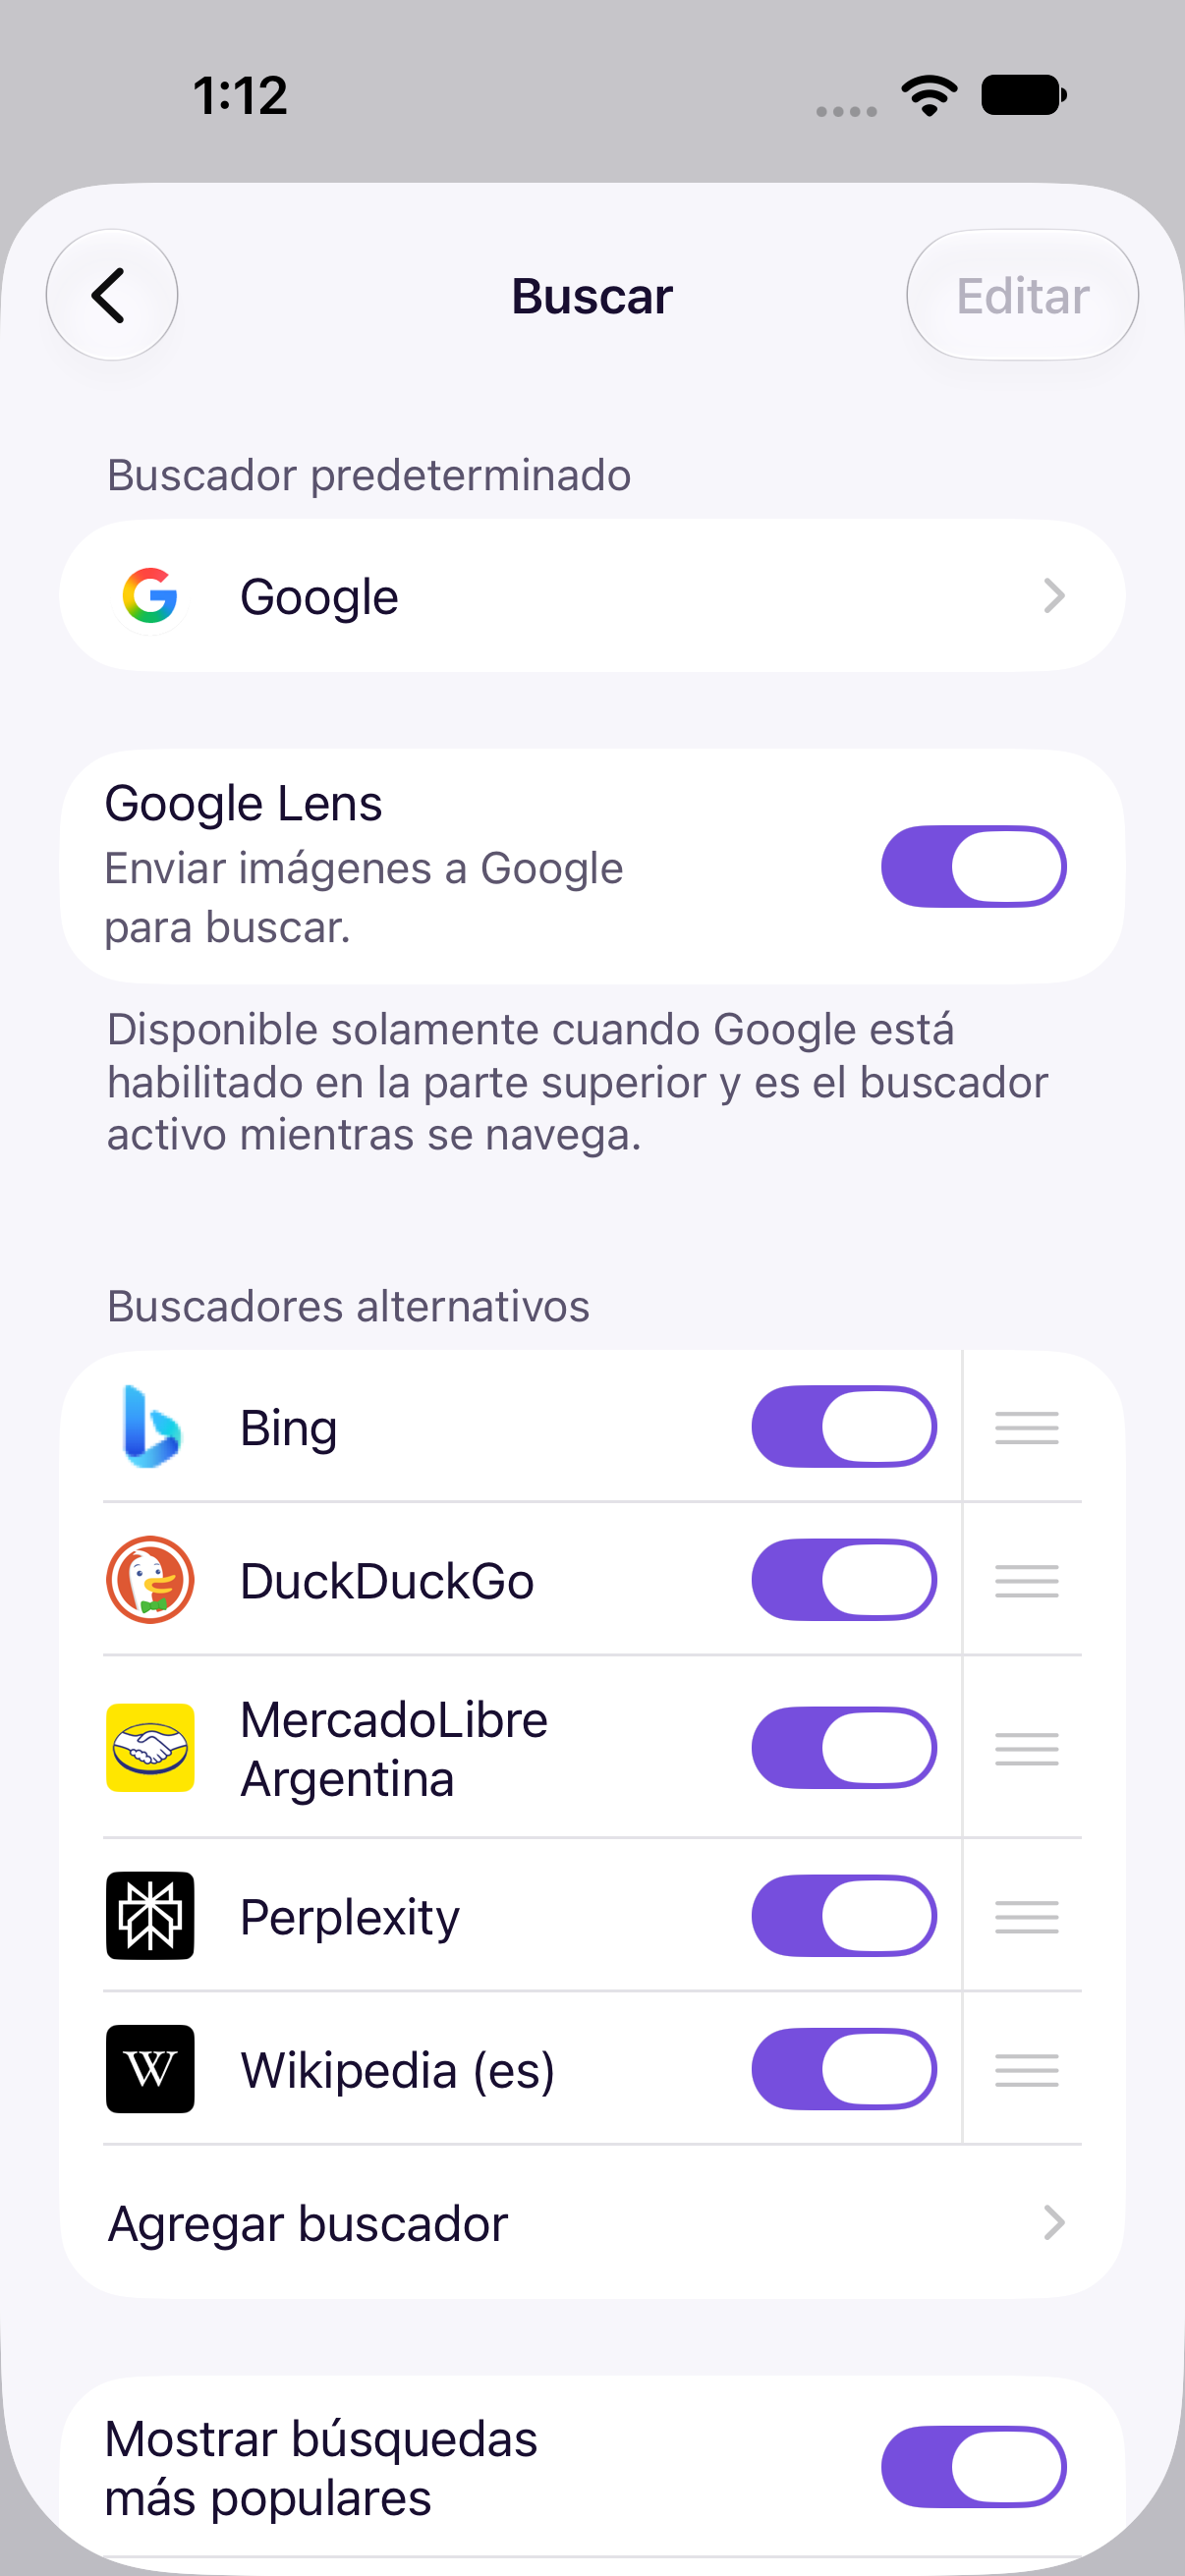 1:12
Buscar
Editar
Buscador predeterminado
Google
Google Lens
Enviar imágenes a Google
para buscar.
Disponible solamente cuando Google está
habilitado en la parte superior y es el buscador
activo mientras se navega.
Buscadores alternativos
Bing
DuckDuckGo
MercadoLibre
Argentina
Perplexity
Wikipedia (es)
Agregar buscador
Mostrar búsquedas
más populares